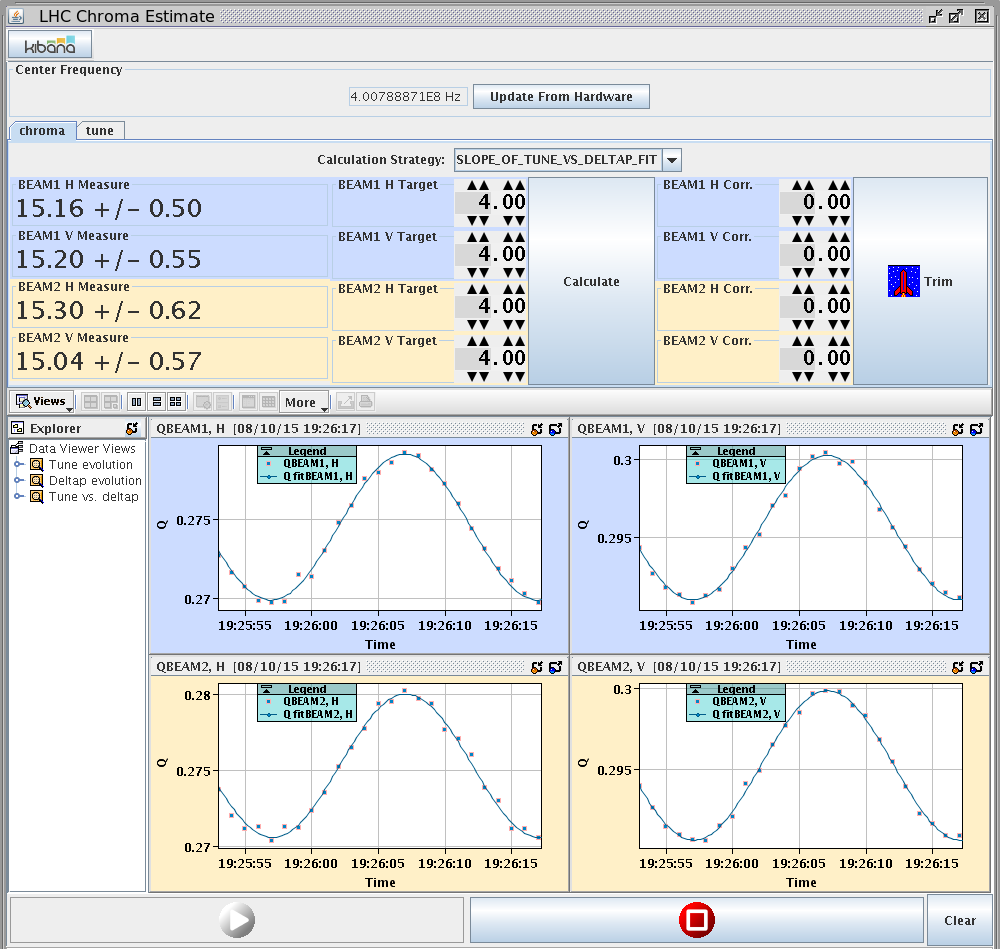 LHC Chroma Estimate
kibana
Center Frequency
4.00788871E8 Hz
Update From Hardware
chroma
tune
Calculation Strategy:
SLOPE_OF_TUNE_VS_DELTAP_FIT
BEAM1 H Measure
15.16 +/- 0.50
BEAM1 H Target
4.00
BEAM1 V Measure
15.20 +/- 0.55
BEAM1 V Target
4.00
BEAM2 H Measure
15.30 +/- 0.62
BEAM2 H Target
4.00
BEAM2 V Measure
15.04 +/- 0.57
BEAM2 V Target
4.00
Calculate
BEAM1 H Corr.
0.00
BEAM1 V Corr.
0.00
BEAM2 H Corr.
0.00
BEAM2 V Corr.
0.00
Trim
Views
More
Explorer
Data Viewer Views
Tune evolution
Deltap evolution
Tune vs. deltap
QBEAM1, H [08/10/15 19:26:17]
Legend
QBEAM1, H
Q fitBEAM1, H
Q
0.275
0.27
19:25:55 19:26:00 19:26:05 19:26:10 19:26:15
Time
QBEAM1, V [08/10/15 19:26:17]
Legend
QBEAM1, V
Q fitBEAM1, V
Q
0.3
0.295
19:25:55 19:26:00 19:26:05 19:26:10 19:26:15
Time
QBEAM2, H [08/10/15 19:26:17]
Legend
QBEAM2, H
Q fitBEAM2, H
Q
0.28
0.275
0.27
19:25:55 19:26:00 19:26:05 19:26:10 19:26:15
Time
QBEAM2, V [08/10/15 19:26:17]
Legend
QBEAM2, V
Q fitBEAM2, V
Q
0.3
0.295
19:25:55 19:26:00 19:26:05 19:26:10 19:26:15
Time
Clear